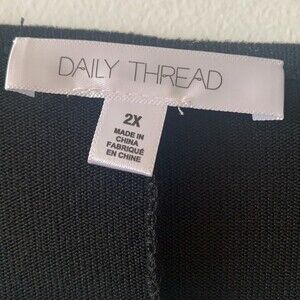 DAILY THREAD
2X
MADE IN
CHINA
FABRIQUÉ
EN CHINE